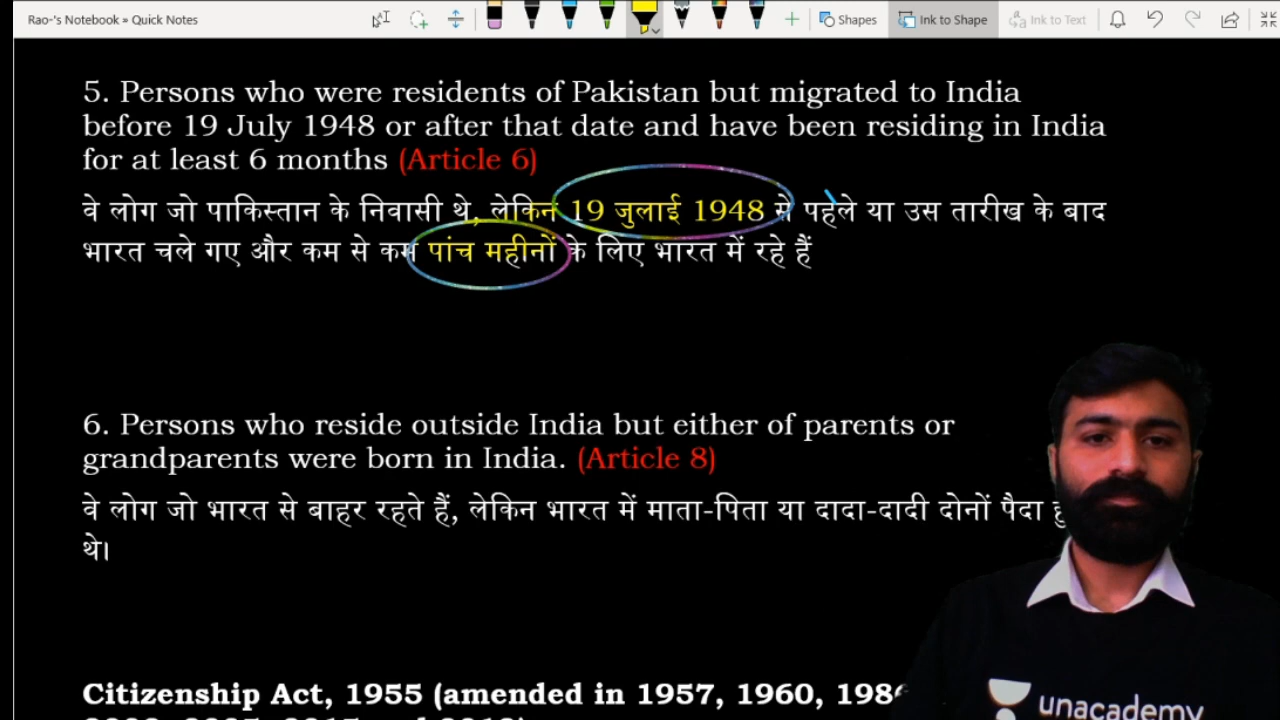 Rao-'s Notebook » Quick Notes
Shapes
Ink to Shape
Ink to Text
5. Persons who were residents of Pakistan but migrated to India
before 19 July 1948 or after that date and have been residing in India
for at least 6 months (Article 6)
वे लोग जो पाकिस्तान के निवासी थे, लेकिन 19 जुलाई 1948 से पहले या उस तारीख के बाद
भारत चले गए और कम से कम पांच महीनों के लिए भारत में रहे हैं
6. Persons who reside outside India but either of parents or
grandparents were born in India. (Article 8)
वे लोग जो भारत से बाहर रहते हैं, लेकिन भारत में माता-पिता या दादा-दादी दोनों पैदा
थे।
Citizenship Act, 1955 (amended in 1957, 1960,
unacademy